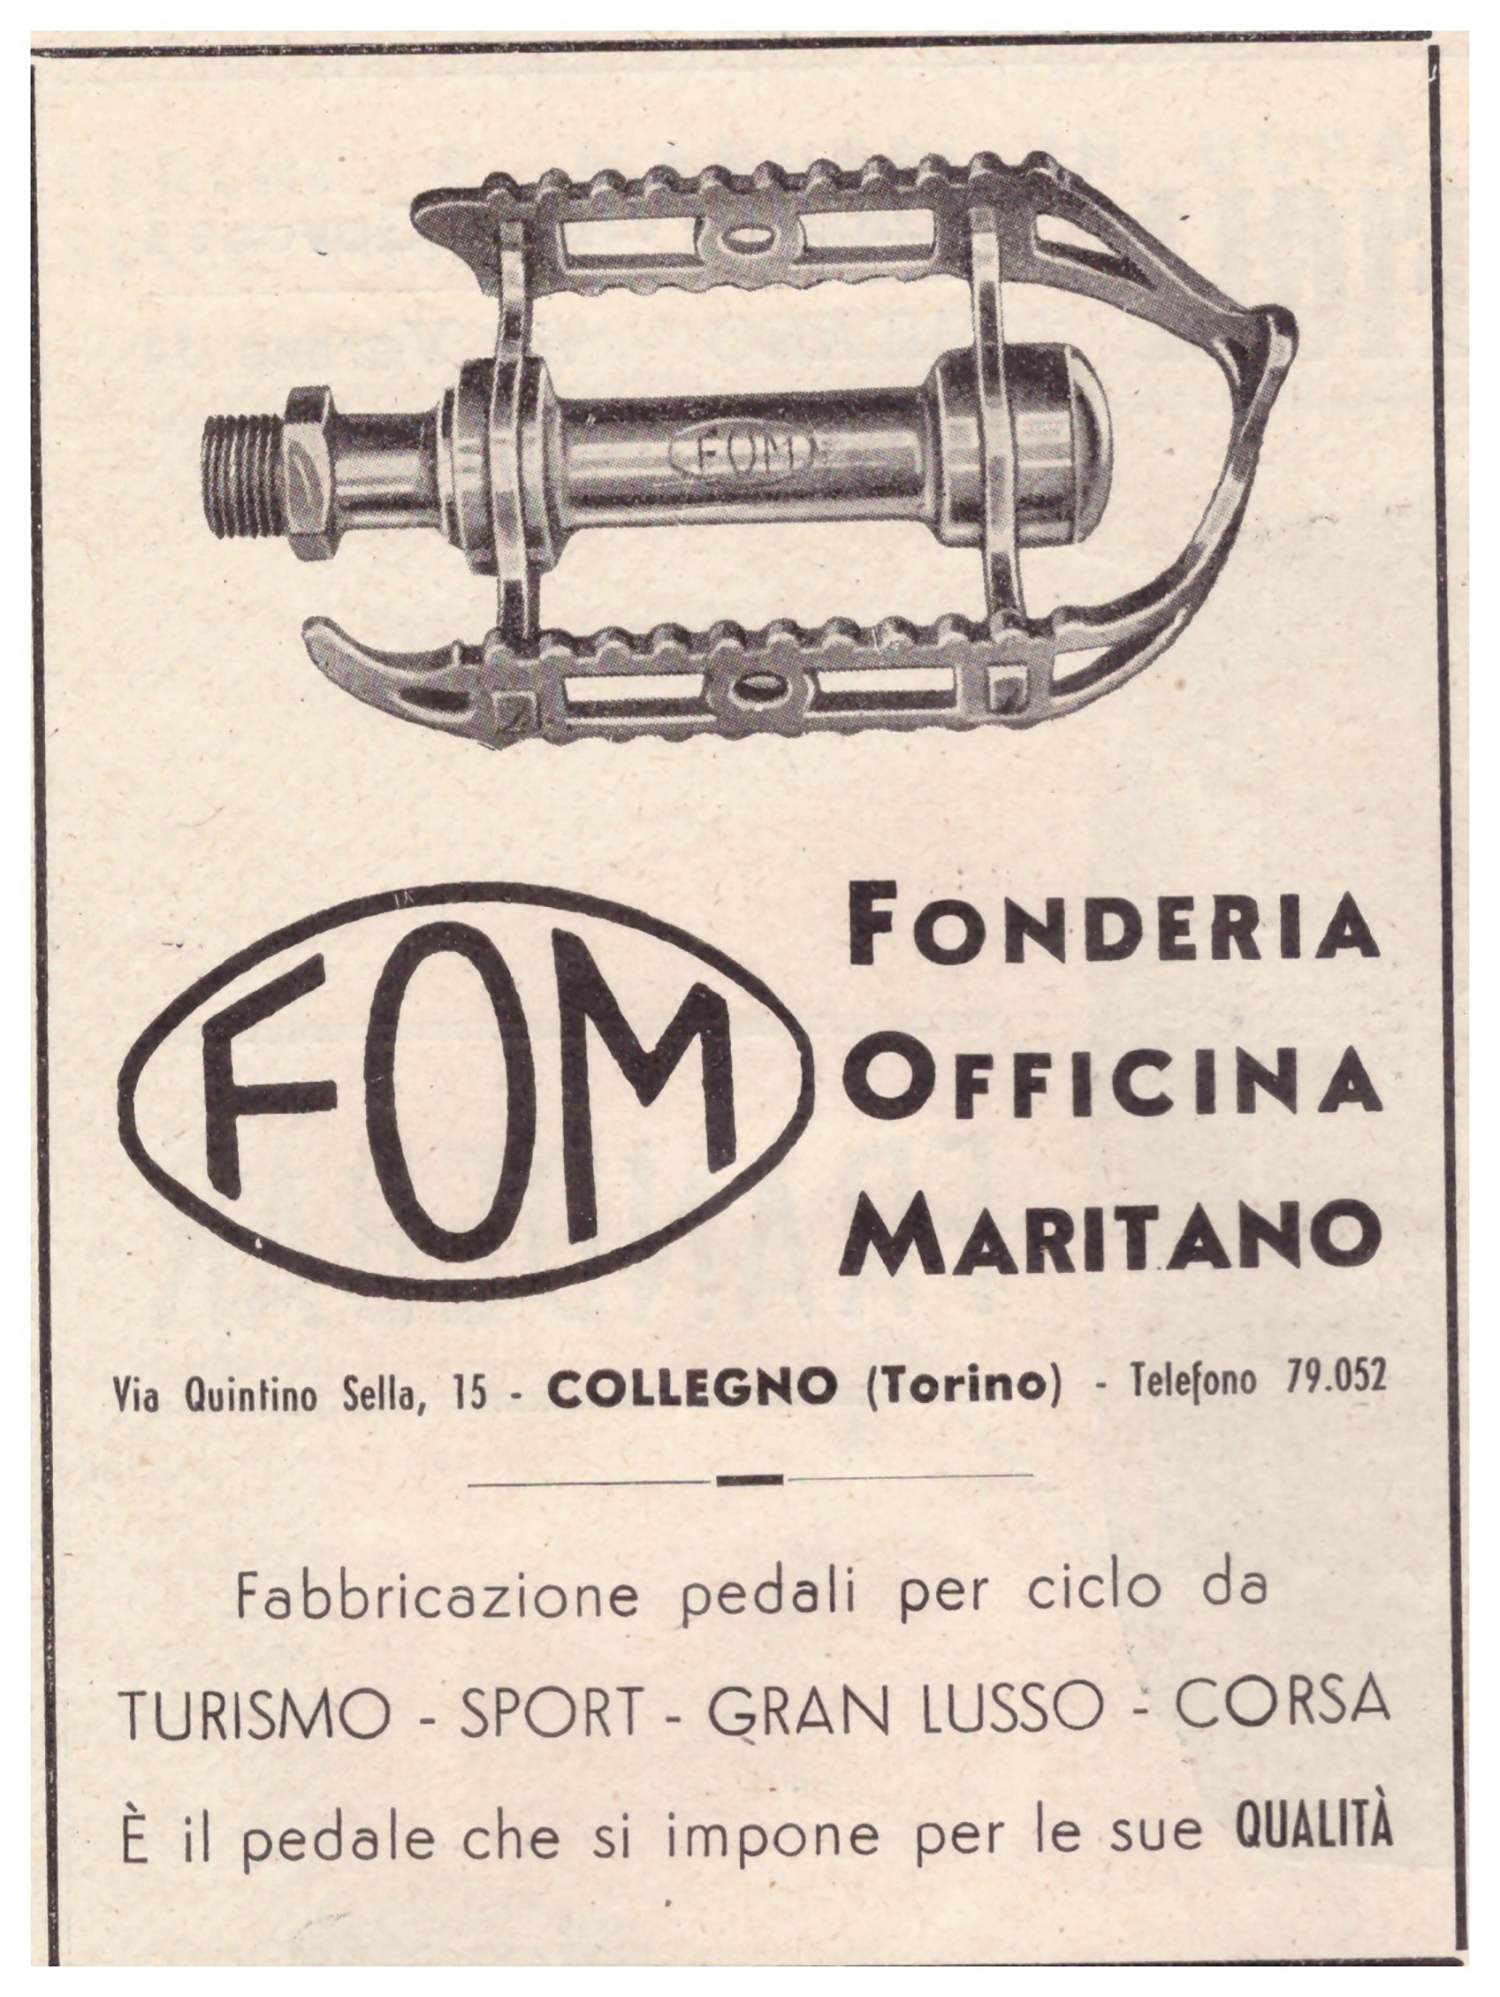 FOM
FOM
FONDERIA
OFFICINA
MARITANO
Via Quintino Sella, 15 - COLLEGNO (Torino) - Telefono 79.052
Fabbricazione pedali per ciclo da
TURISMO - SPORT - GRAN LUSSO - CORSA
È il pedale che si impone per le sue QUALITÀ